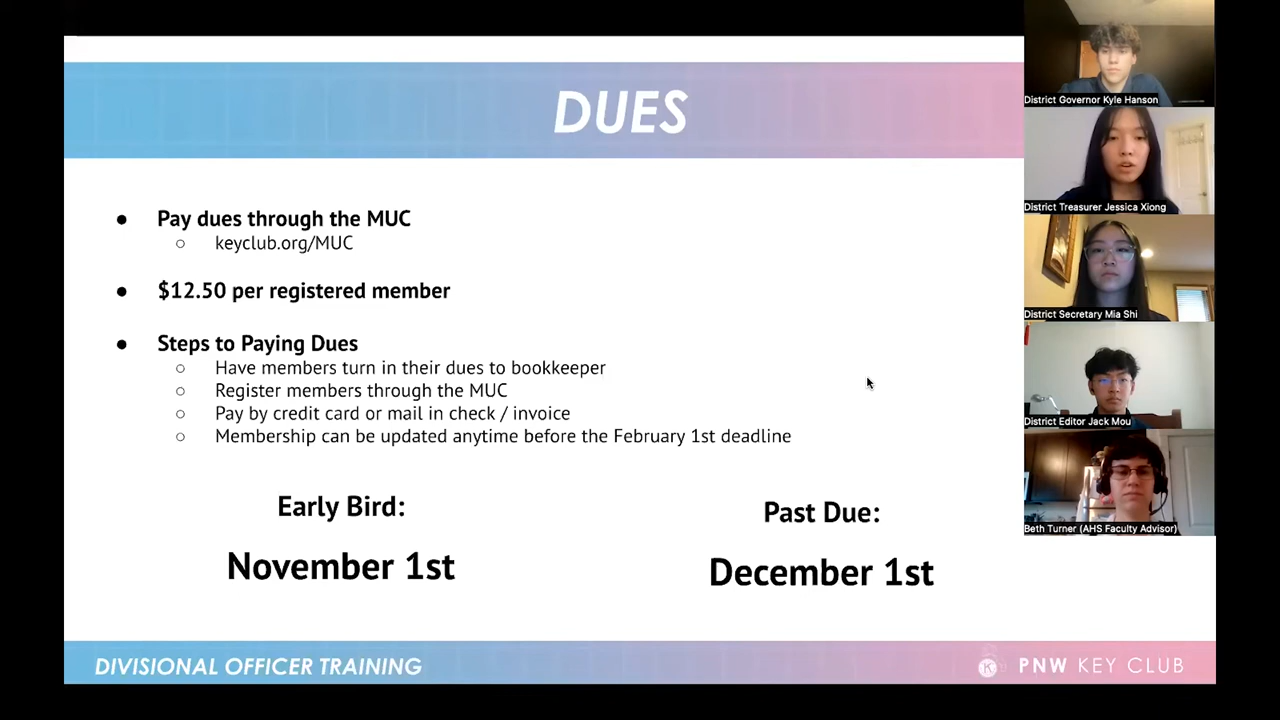 DUES
● Pay dues through the MUC
○ keyclub.org/MUC
● $12.50 per registered member
● Steps to Paying Dues
○ Have members turn in their dues to bookkeeper
○ Register members through the MUC
○ Pay by credit card or mail in check / invoice
○ Membership can be updated anytime before the February 1st deadline
Early Bird:
November 1st
Past Due:
December 1st
DIVISIONAL OFFICER TRAINING
K PNW KEY CLUB
District Governor Kyle Hanson
District Treasurer Jessica Xiong
District Secretary Mia Shi
District Editor Jack Mou
Beth Turner (AHS Faculty Advisor)